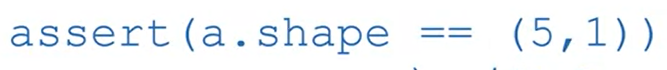 assert(a.shape == (5,1))